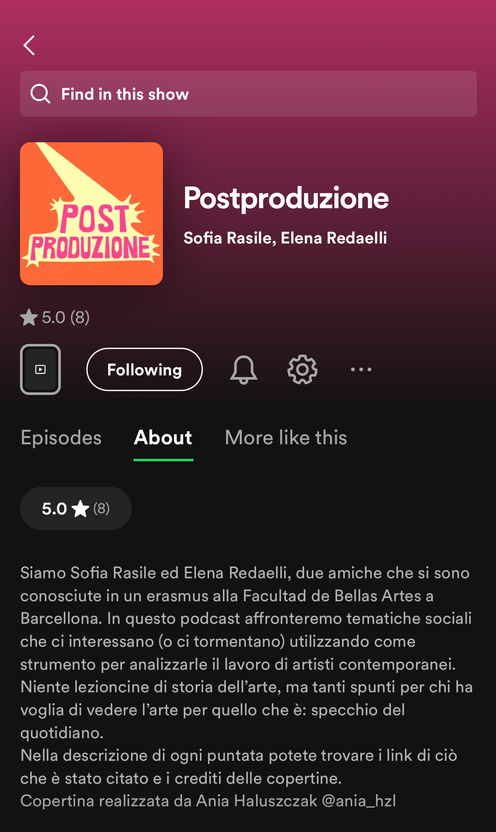 Find in this show
POST
PRODUZIONE
Postproduzione
Sofia Rasile, Elena Redaelli
5.0 (8)
Following
Episodes About More like this
5.0 (8)
Siamo Sofia Rasile ed Elena Redaelli, due amiche che si sono
conosciute in un erasmus alla Facultad de Bellas Artes a
Barcellona. In questo podcast affronteremo tematiche sociali
che ci interessano (o ci tormentano) utilizzando come
strumento per analizzarle il lavoro di artisti contemporanei.
Niente lezioncine di storia dell’arte, ma tanti spunti per chi ha
voglia di vedere l’arte per quello che è: specchio del
quotidiano.
Nella descrizione di ogni puntata potete trovare i link di ciò
che è stato citato e i crediti delle copertine.
Copertina realizzata da Ania Haluszczak @ania_hzl